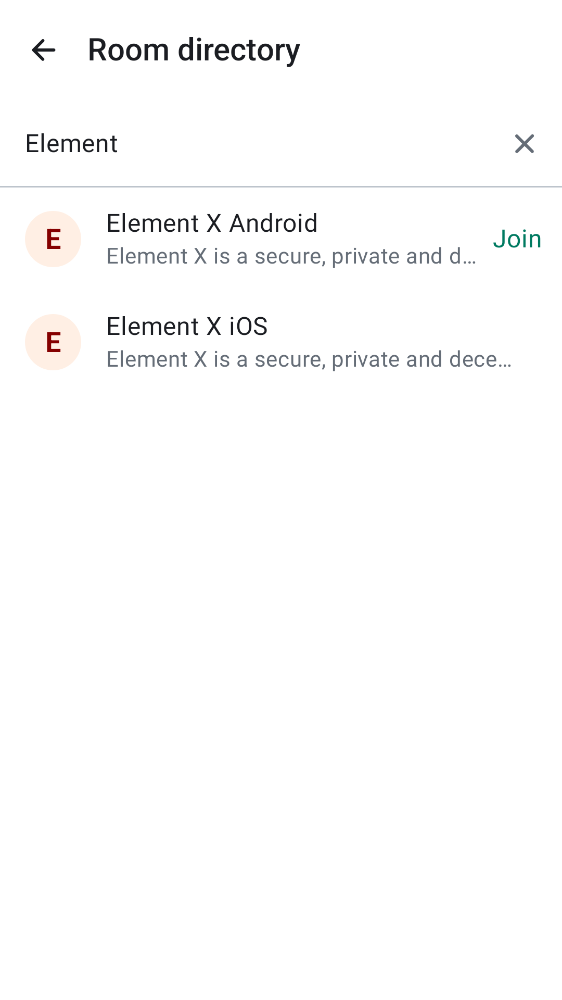 Room directory
Element
E
Element X Android
Join
Element X is a secure, private and d...
E
Element X iOS
Element X is a secure, private and dece...